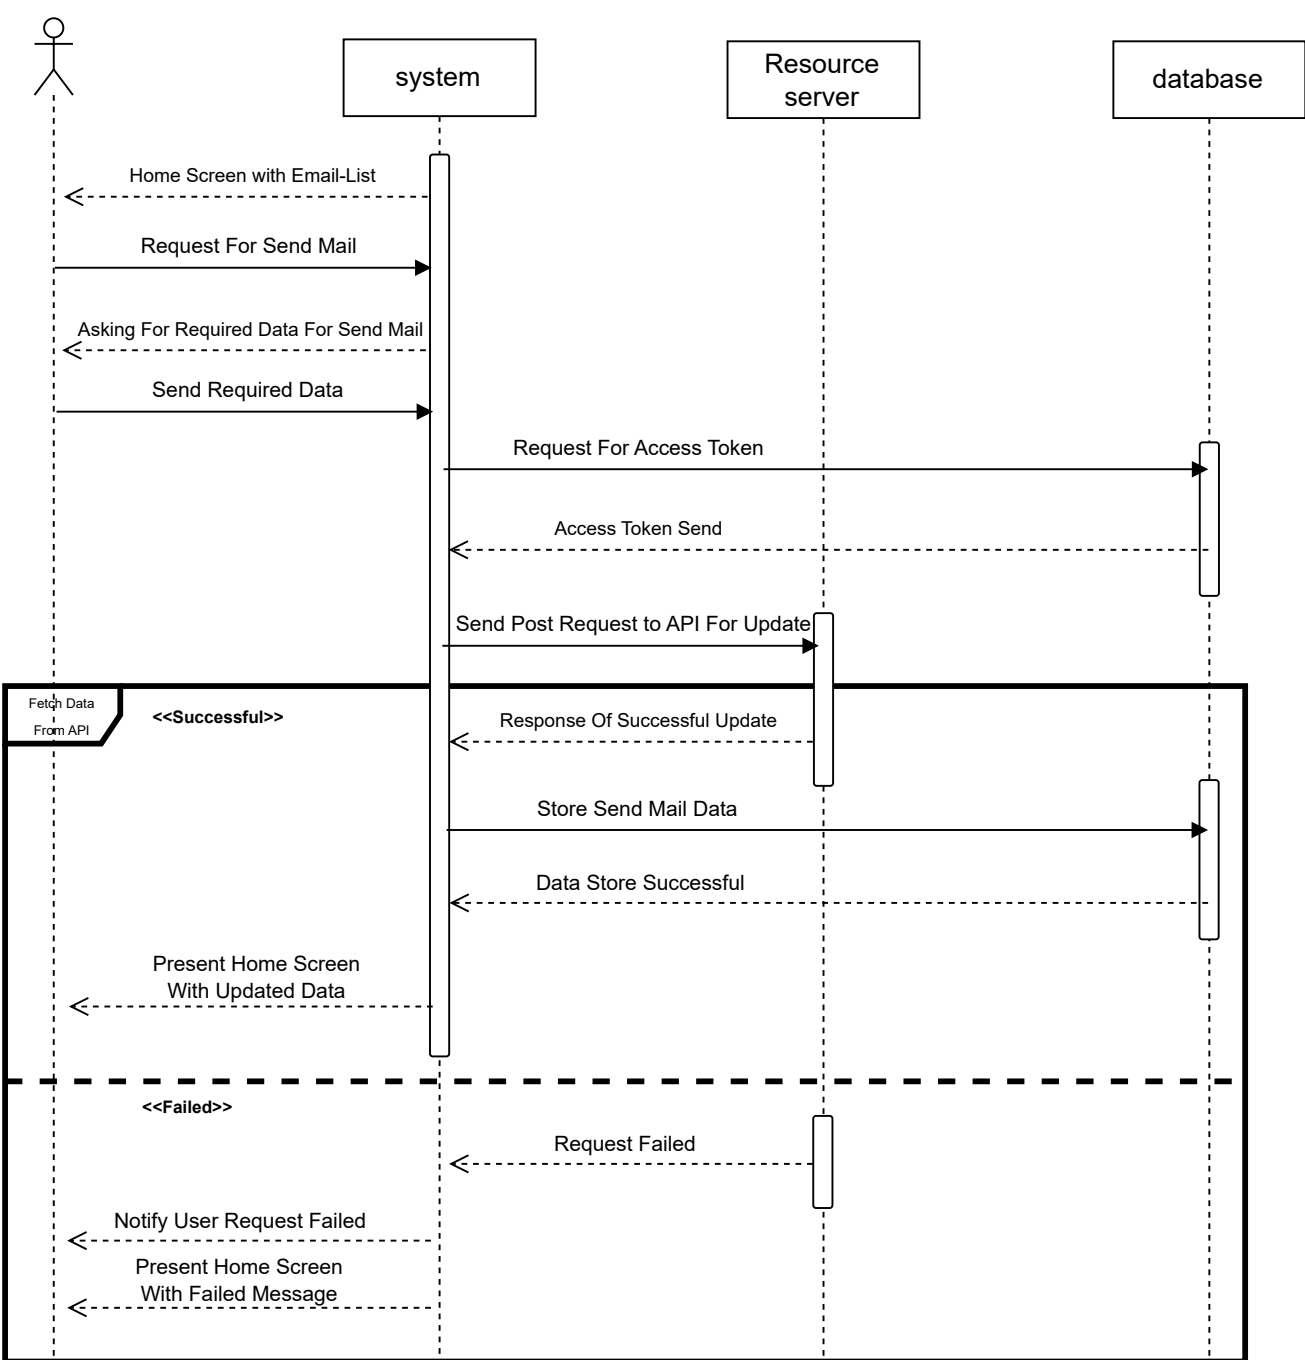 system
Resource
server
database
Home Screen with Email-List
Request For Send Mail
Asking For Required Data For Send Mail
Send Required Data
Request For Access Token
Access Token Send
Send Post Request to API For Update
Fetch Data
From API
<<Successful>>
Response Of Successful Update
Store Send Mail Data
Data Store Successful
Present Home Screen
With Updated Data
<<Failed>>
Request Failed
Notify User Request Failed
Present Home Screen
With Failed Message